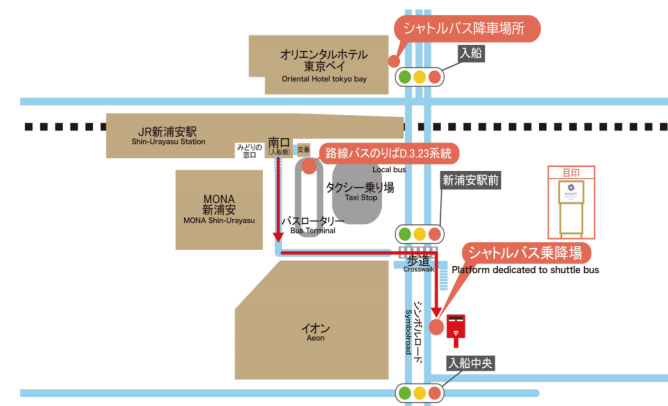 シャトルバス降車場所
オリエンタルホテル
東京ベイ
Oriental Hotel tokyo bay
入船
JR新浦安駅
Shin-Urayasu Station
みどりの
窓口
南口
(入船側)
交番
路線バスのりばD.3.23系統
Local bus
目印
新浦安駅前
タクシー乗り場
Taxi Stop
MONA
新浦安
MONA Shin-Urayasu
バスロータリー
Bus Terminal
歩道
Crosswalk
シャトルバス乗降場
Platform dedicated to shuttle bus
シンボルロード
Symbolroad
イオン
Aeon
入船中央